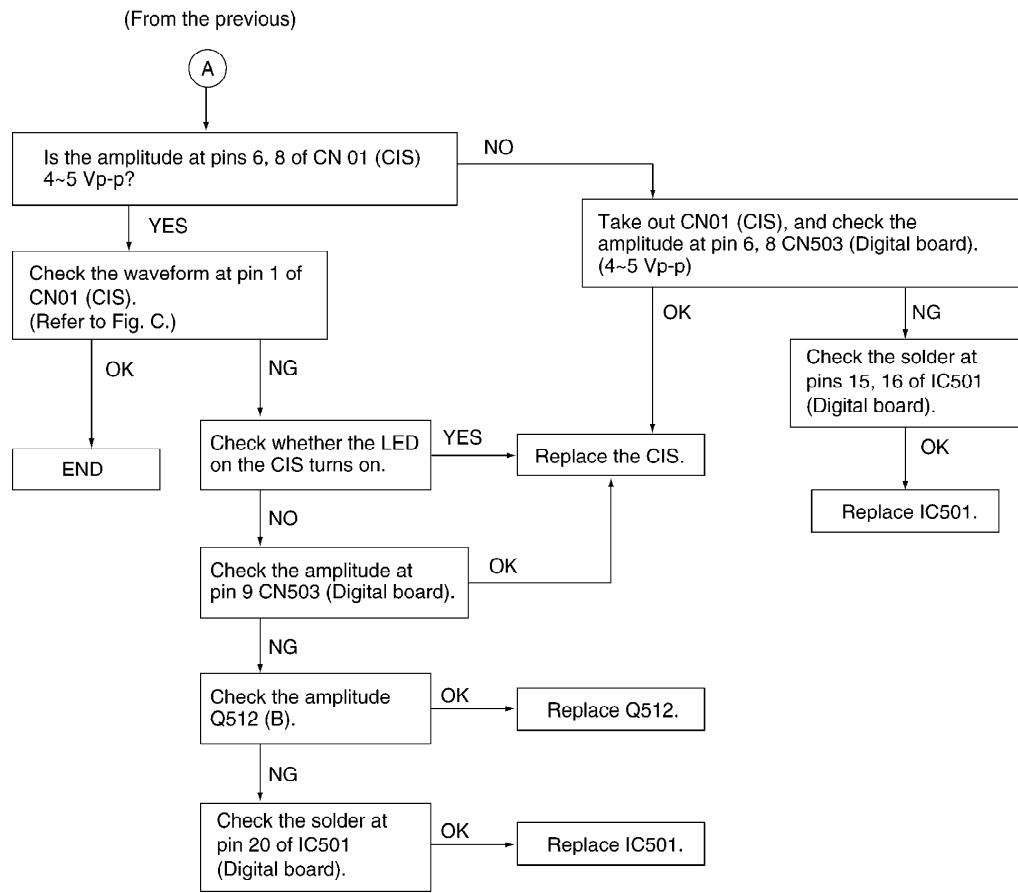 (From the previous)
A
Is the amplitude at pins 6, 8 of CN 01 (CIS)
4~5 Vp-p?
NO
YES
Take out CN01 (CIS), and check the
amplitude at pin 6, 8 CN503 (Digital board).
(4~5 Vp-p)
Check the waveform at pin 1 of
CN01 (CIS).
(Refer to Fig. C.)
OK
NG
OK
NG
Check the solder at
pins 15, 16 of IC501
(Digital board).
END
Check whether the LED
on the CIS turns on.
YES
Replace the CIS.
OK
Replace IC501.
NO
Check the amplitude at
pin 9 CN503 (Digital board).
OK
NG
Check the amplitude
Q512 (B).
OK
Replace Q512.
NG
Check the solder at
pin 20 of IC501
(Digital board).
OK
Replace IC501.